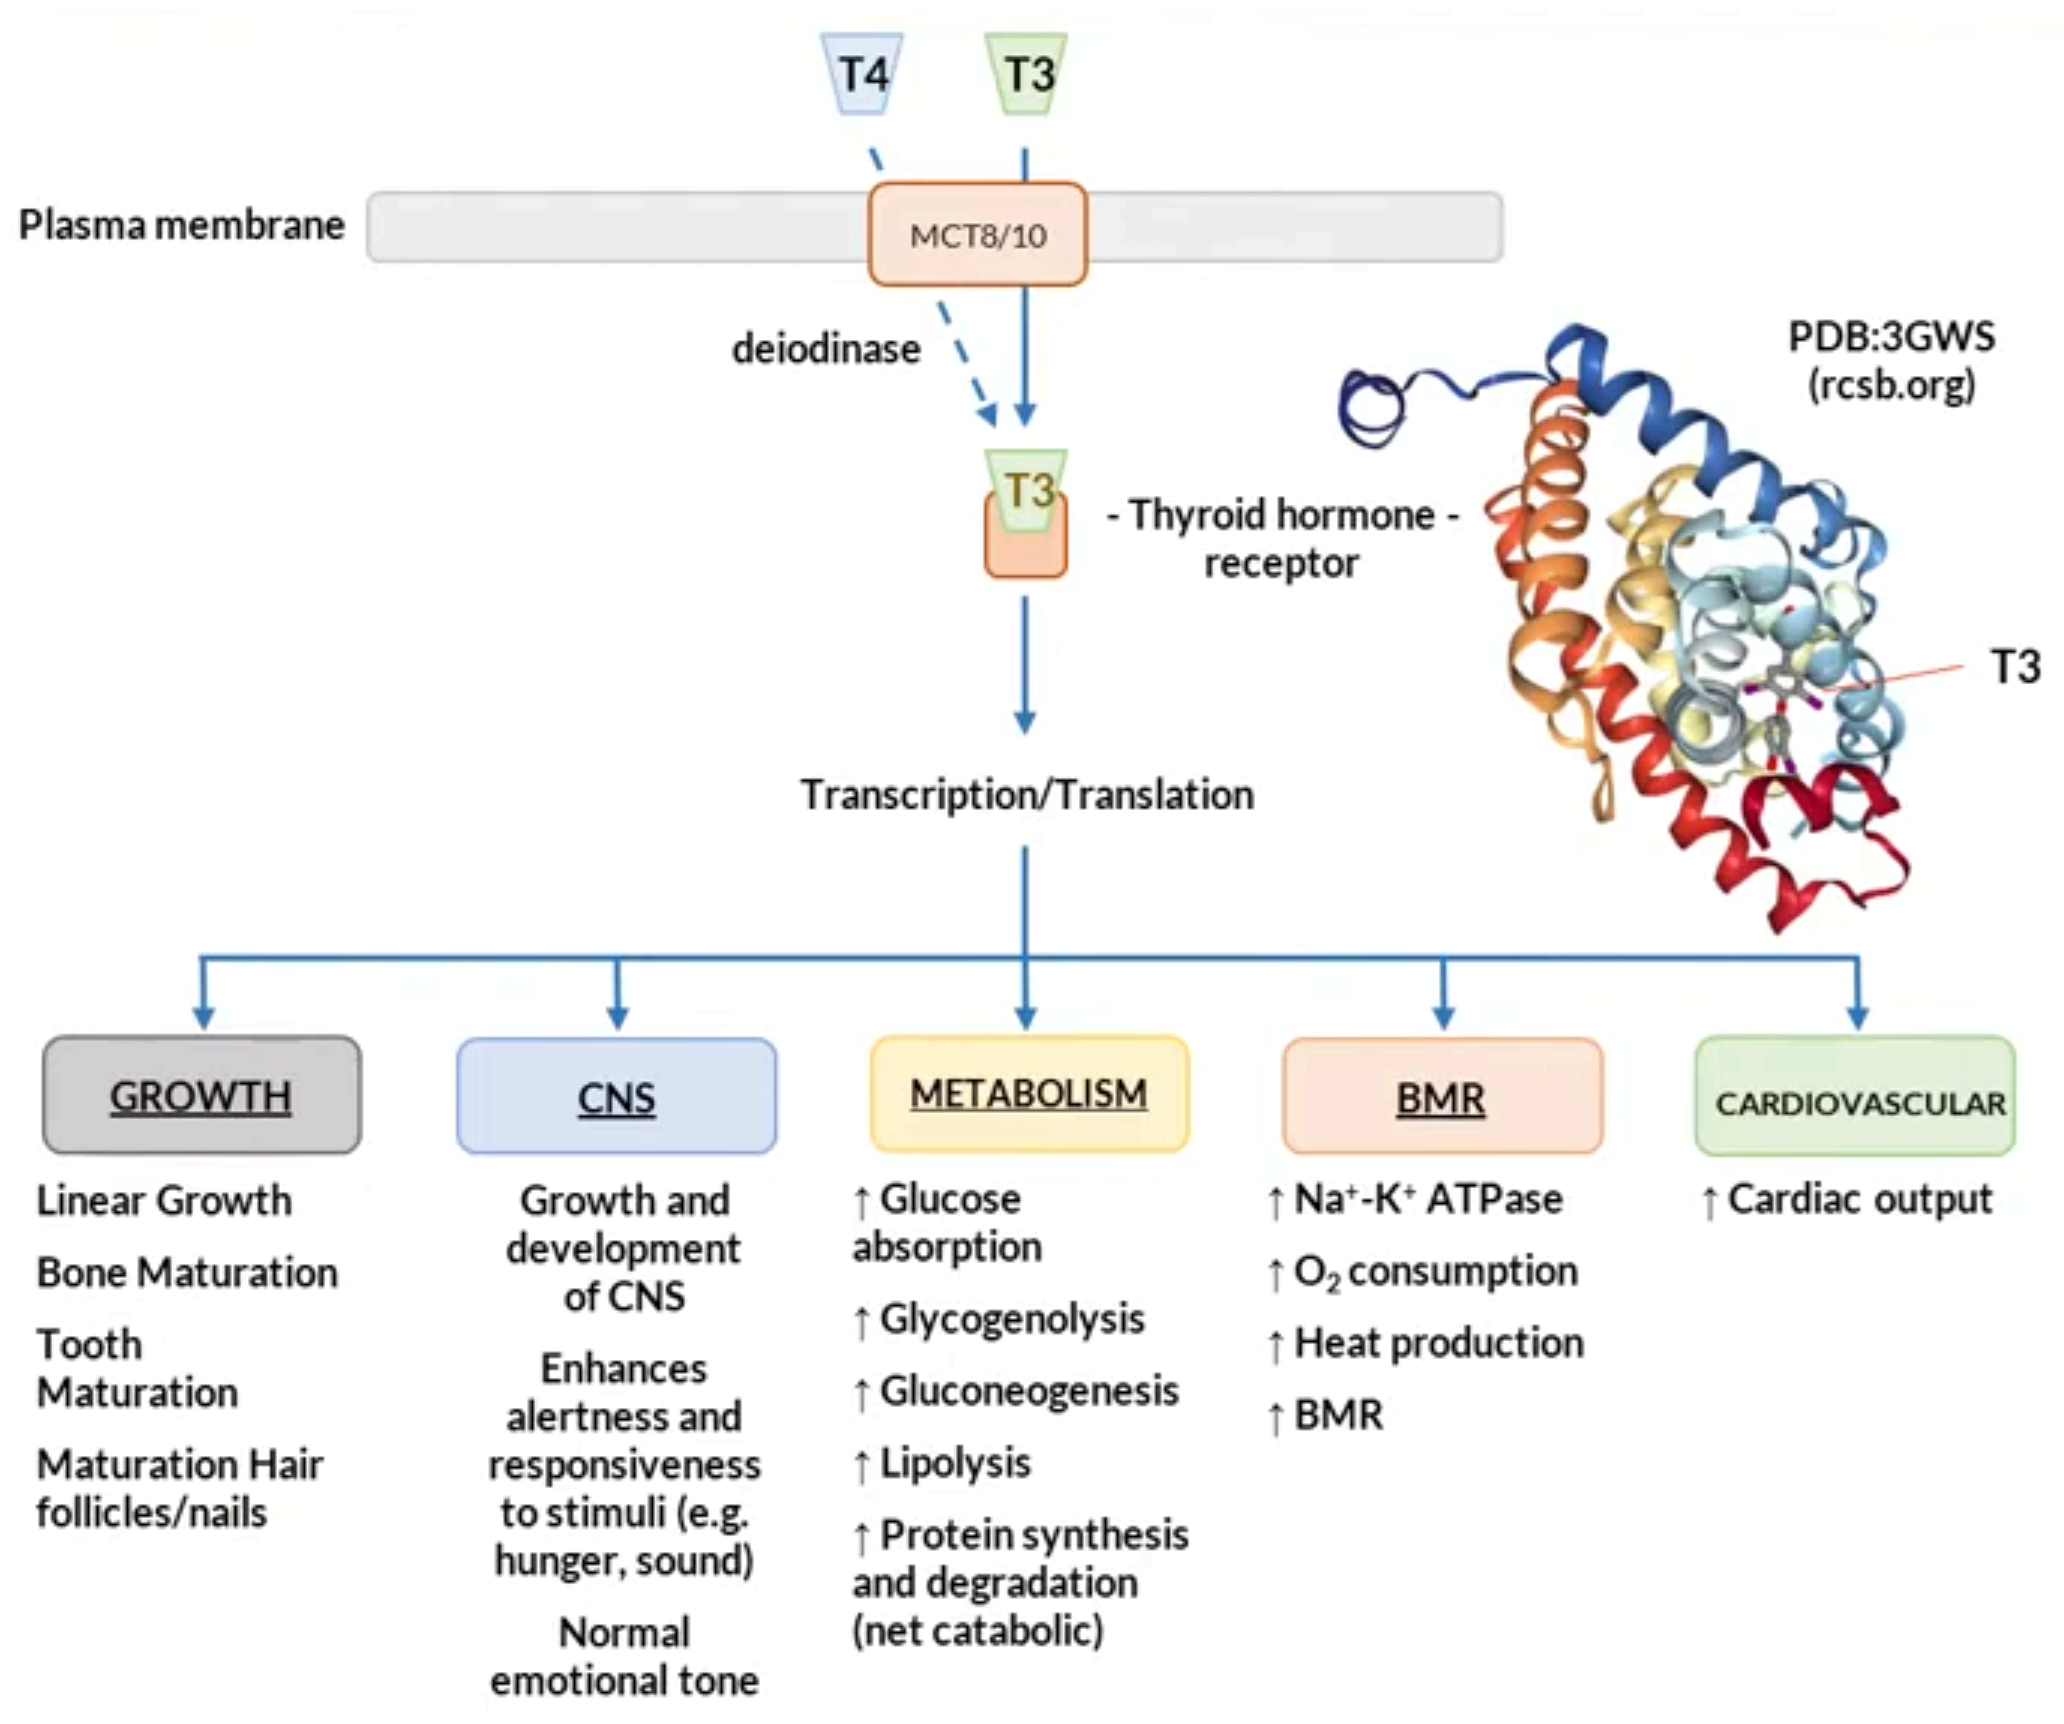 T4
T3
Plasma membrane
MCT8/10
deiodinase
PDB:3GWS
(rcsb.org)
T3
- Thyroid hormone -
receptor
T3
Transcription/Translation
GROWTH
Linear Growth
Bone Maturation
Tooth
Maturation
Maturation Hair
follicles/nails
CNS
Growth and
development
of CNS
Enhances
alertness and
responsiveness
to stimuli (e.g.
hunger, sound)
Normal
emotional tone
METABOLISM
↑ Glucose
absorption
↑ Glycogenolysis
↑ Gluconeogenesis
↑ Lipolysis
↑ Protein synthesis
and degradation
(net catabolic)
BMR
↑ Na⁺-K⁺ ATPase
↑ O₂ consumption
↑ Heat production
↑ BMR
CARDIOVASCULAR
↑ Cardiac output